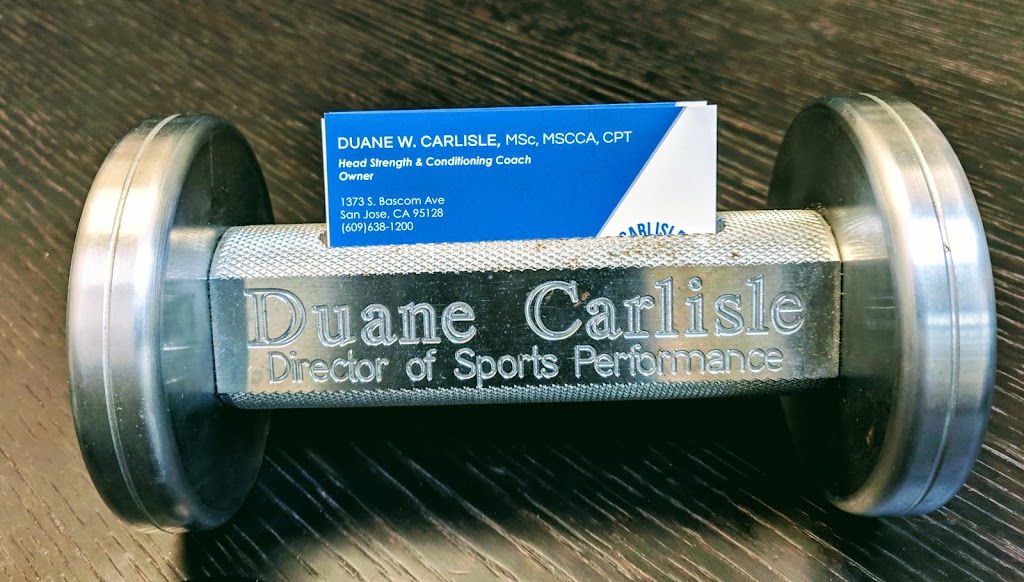 DUANE W. CARLISLE, MSc, MSCCA, CPT
Head Strength & Conditioning Coach
Owner
1373 S. Bascom Ave
San Jose, CA 95128
(609)638-1200
CARLISLE
Duane Carlisle
Director of Sports Performance